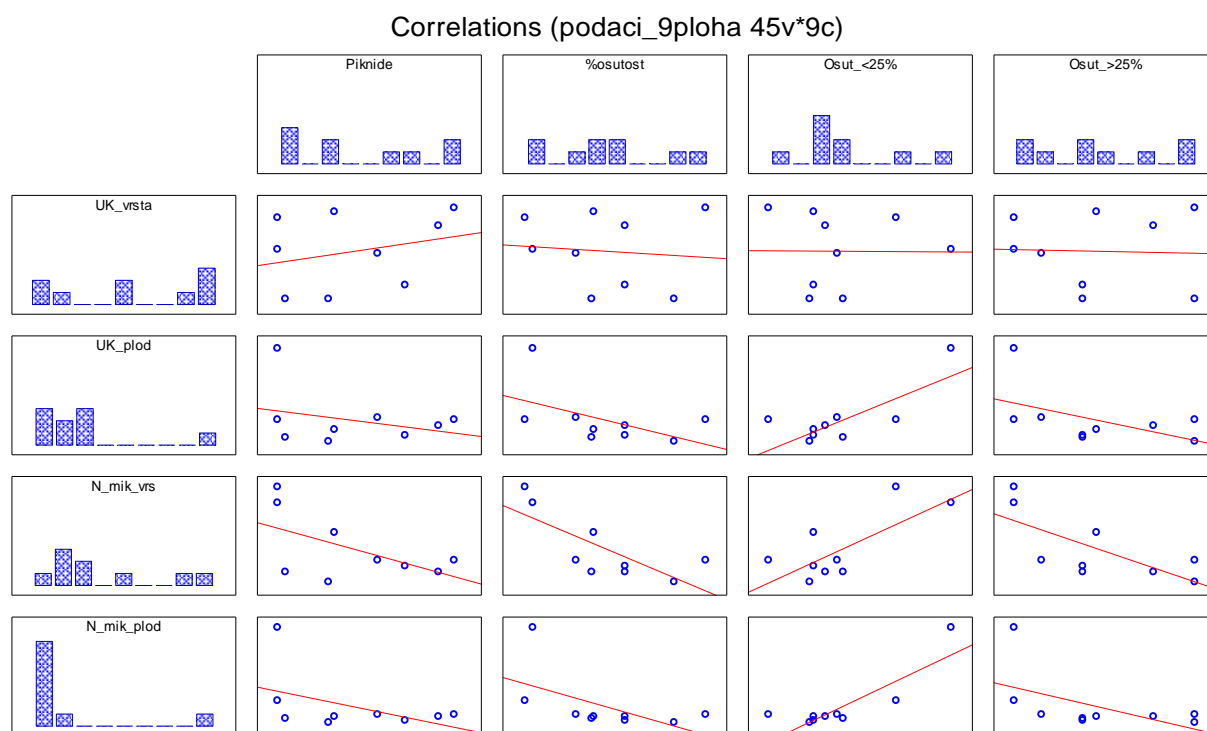 Correlations (podaci_9ploha 45v*9c)
Piknide
%osutost
Osut_<25%
Osut_>25%
UK_vrsta
UK_plod
N_mik_vrs
N_mik_plod